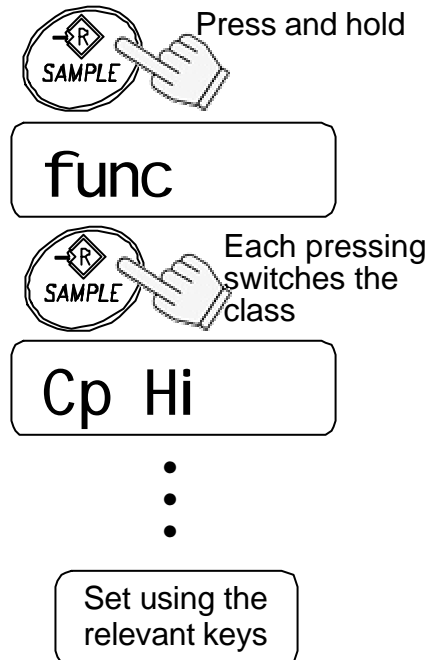 R
SAMPLE
Press and hold
func
R
SAMPLE
Each pressing
switches the
class
Cp Hi
Set using the
relevant keys